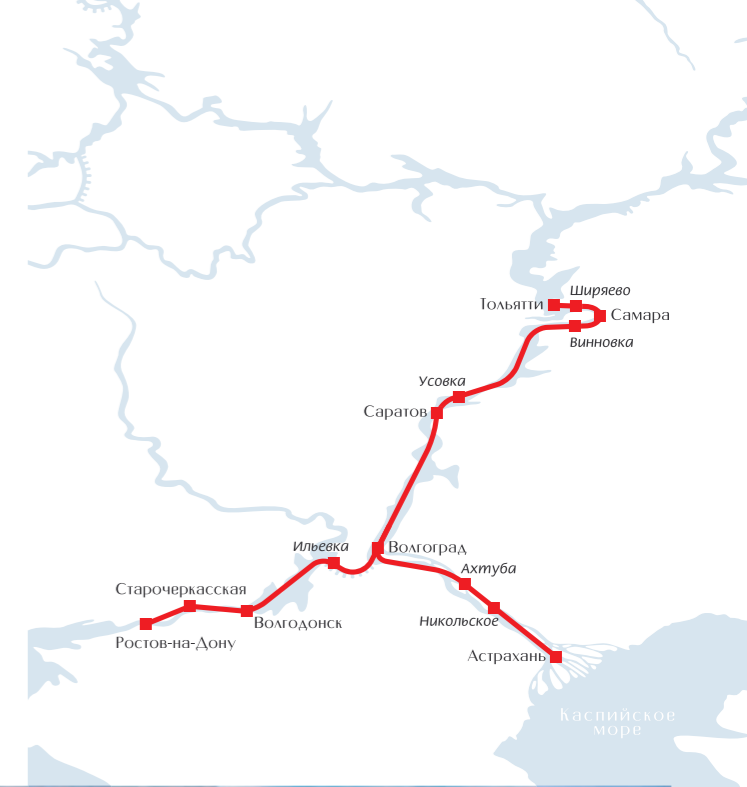 Ширяево
Тольятти
Самара
Винновка
Усовка
Саратов
Ильевка
Волгоград
Ахтуба
Старочеркасская
Никольское
Волгодонск
Ростов-на-Дону
Астрахань
Каспийское
море